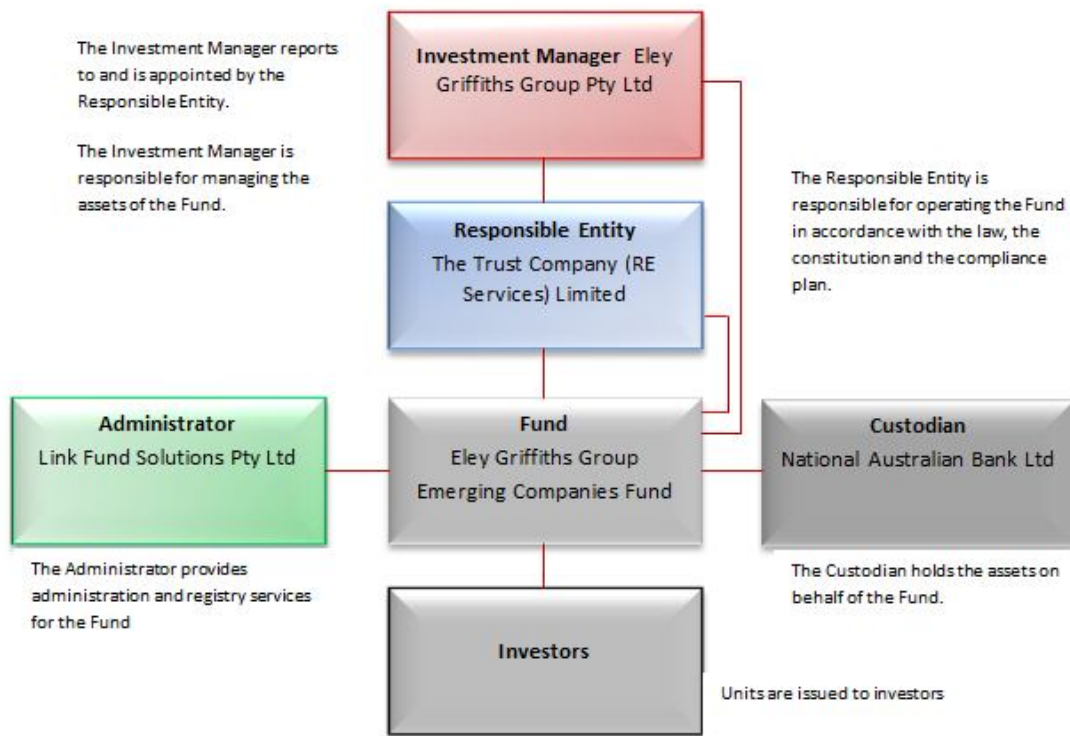 The Investment Manager reports
to and is appointed by the
Responsible Entity.
The Investment Manager is
responsible for managing the
assets of the Fund.
Investment Manager Eley
Griffiths Group Pty Ltd
The Responsible Entity is
responsible for operating the Fund
in accordance with the law, the
constitution and the compliance
plan.
Responsible Entity
The Trust Company (RE
Services) Limited
Administrator
Link Fund Solutions Pty Ltd
Fund
Eley Griffiths Group
Emerging Companies Fund
Custodian
National Australian Bank Ltd
The Administrator provides
administration and registry services
for the Fund
The Custodian holds the assets on
behalf of the Fund.
Investors
Units are issued to investors